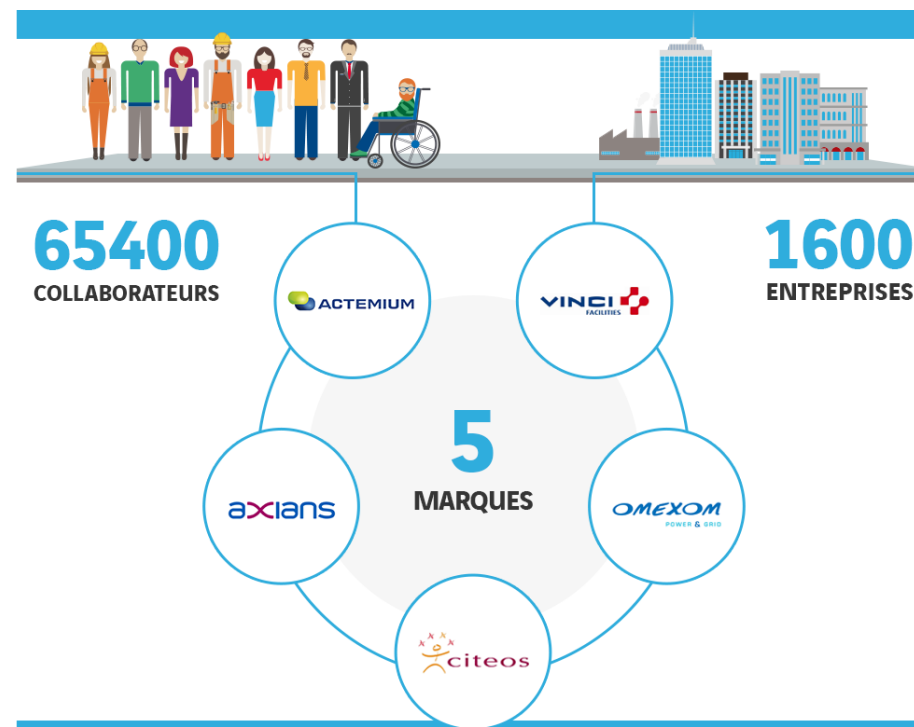 65400
COLLABORATEURS
1600
ENTREPRISES
ACTEMIUM
VINCI
FACILITIES
5
MARQUES
axians
OMEXOM
POWER & GRID
citeos